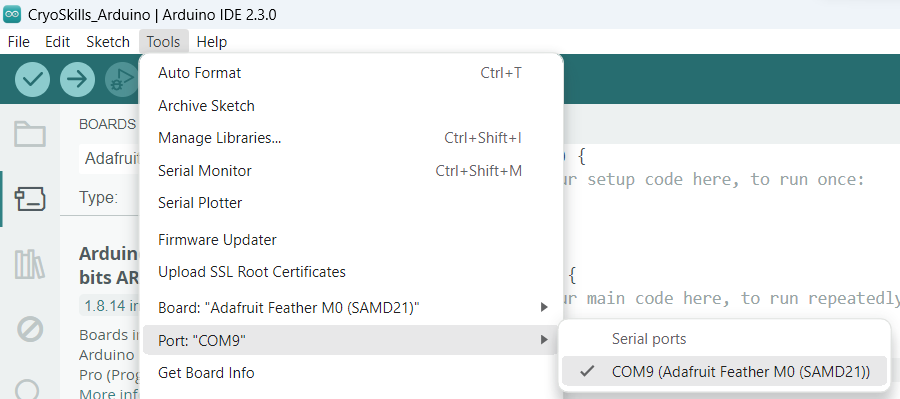 CryoSkills_Arduino | Arduino IDE 2.3.0
File Edit Sketch Tools Help
Auto Format Ctrl+T
Archive Sketch
Manage Libraries... Ctrl+Shift+I
Serial Monitor Ctrl+Shift+M
Serial Plotter
Firmware Updater
Upload SSL Root Certificates
Board: "Adafruit Feather M0 (SAMD21)"
Port: "COM9"
Get Board Info
Serial ports
COM9 (Adafruit Feather M0 (SAMD21))
BOARDS
Adafrui
Type:
Arduin
bits AR
1.8.14 in
Boards in
Arduino
Pro (Prog
More inf
) {
ur setup code here, to run once:
{
ur main code here, to run repeatedly